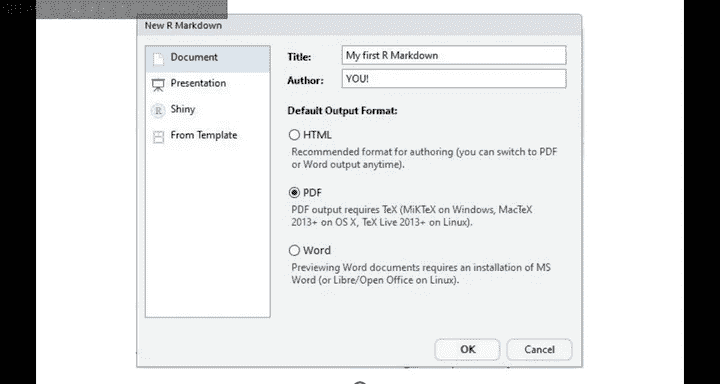 New R Markdown
Document
Presentation
Shiny
From Template
Title: My first R Markdown
Author: YOU!
Default Output Format:
HTML
Recommended format for authoring (you can switch to PDF
or Word output anytime).
PDF
PDF output requires TeX (MiKTeX on Windows, MacTeX
2013+ on OS X, TeX Live 2013+ on Linux).
Word
Previewing Word documents requires an installation of MS
Word (or Libre/Open Office on Linux).
OK Cancel